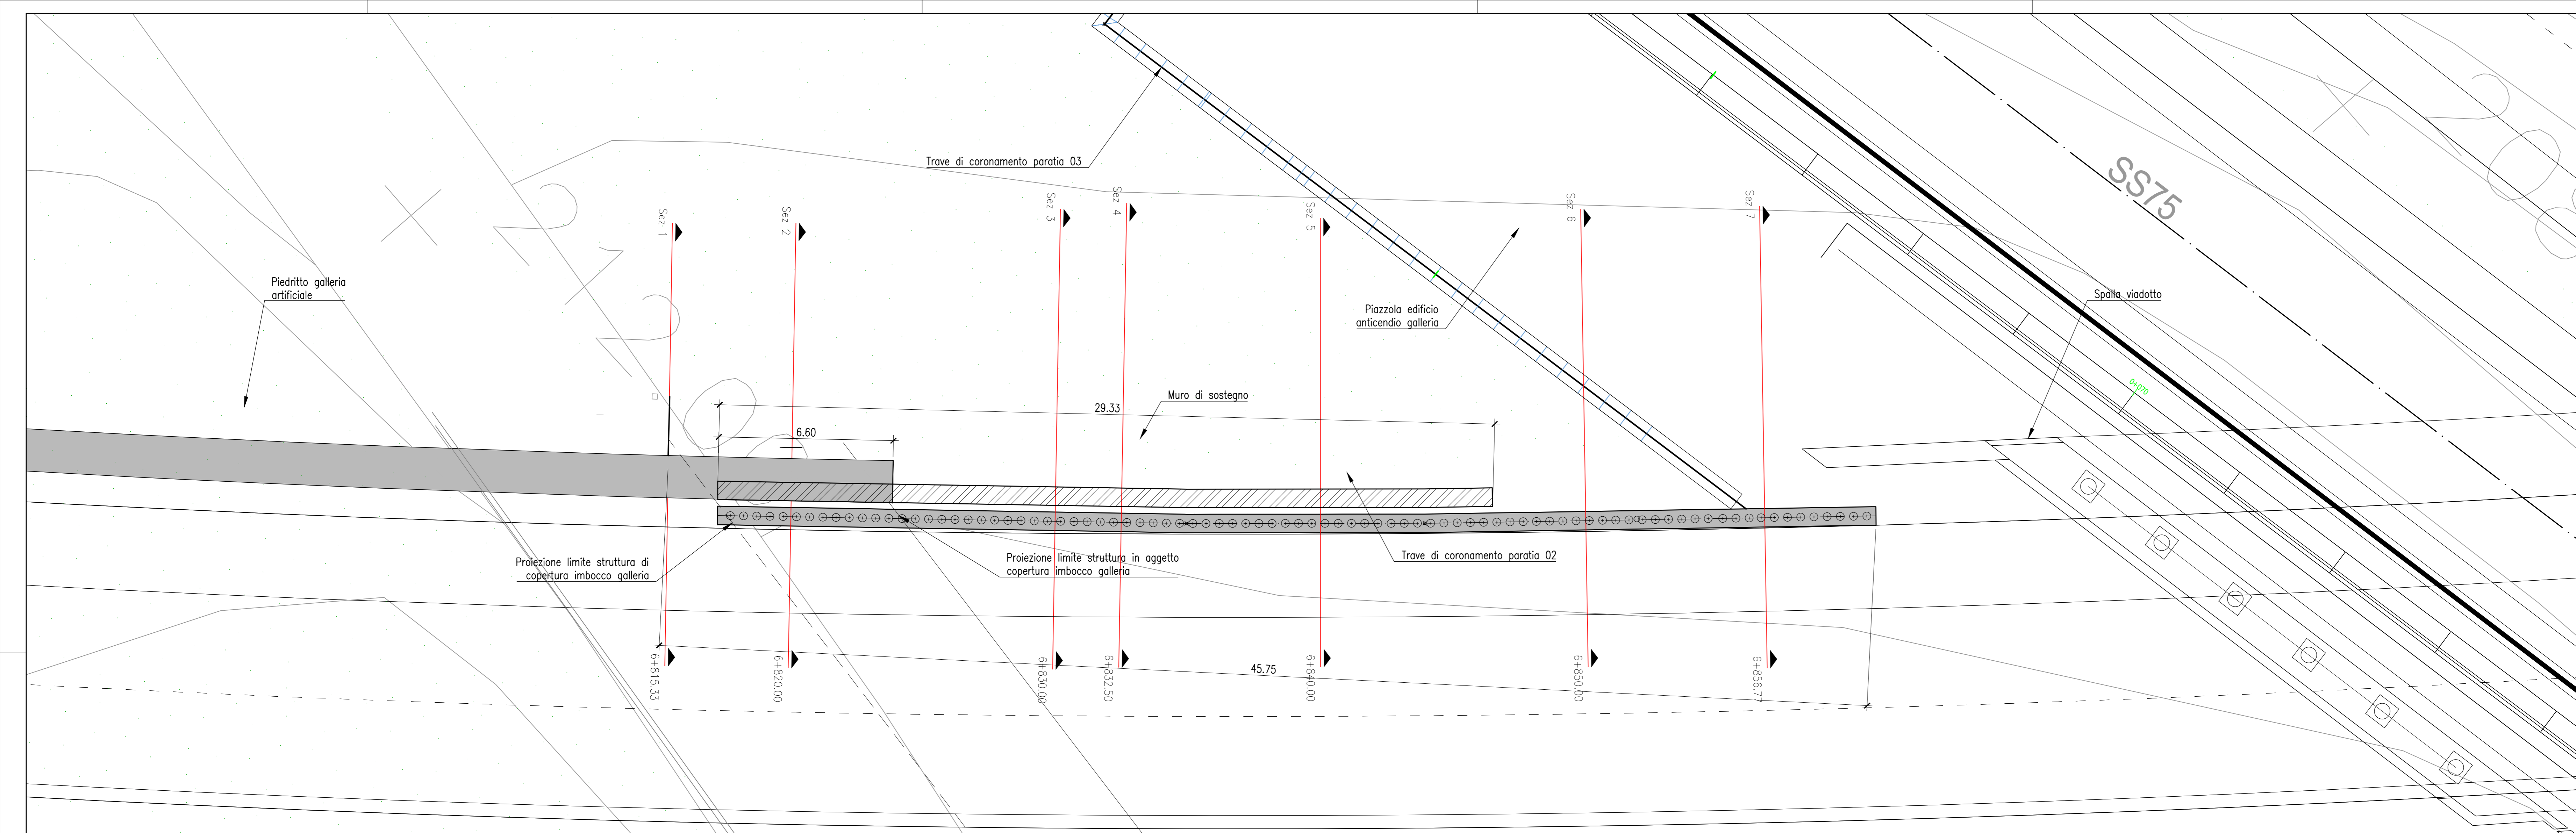 Trave di coronamento paratia 03
SS75
Sez 1
Sez 2
Sez 3
Sez 4
Sez 5
Sez 6
Sez 7
Piedritto galleria
artificiale
Piazzola edificio
anticendio galleria
Spalla viadotto
0+070
Muro di sostegno
29.33
6.60
Proiezione limite struttura di
copertura imbocco galleria
Proiezione limite struttura in aggetto
copertura imbocco galleria
Trave di coronamento paratia 02
45.75
6+815.33
6+820.00
6+830.00
6+832.50
6+840.00
6+850.00
6+856.77